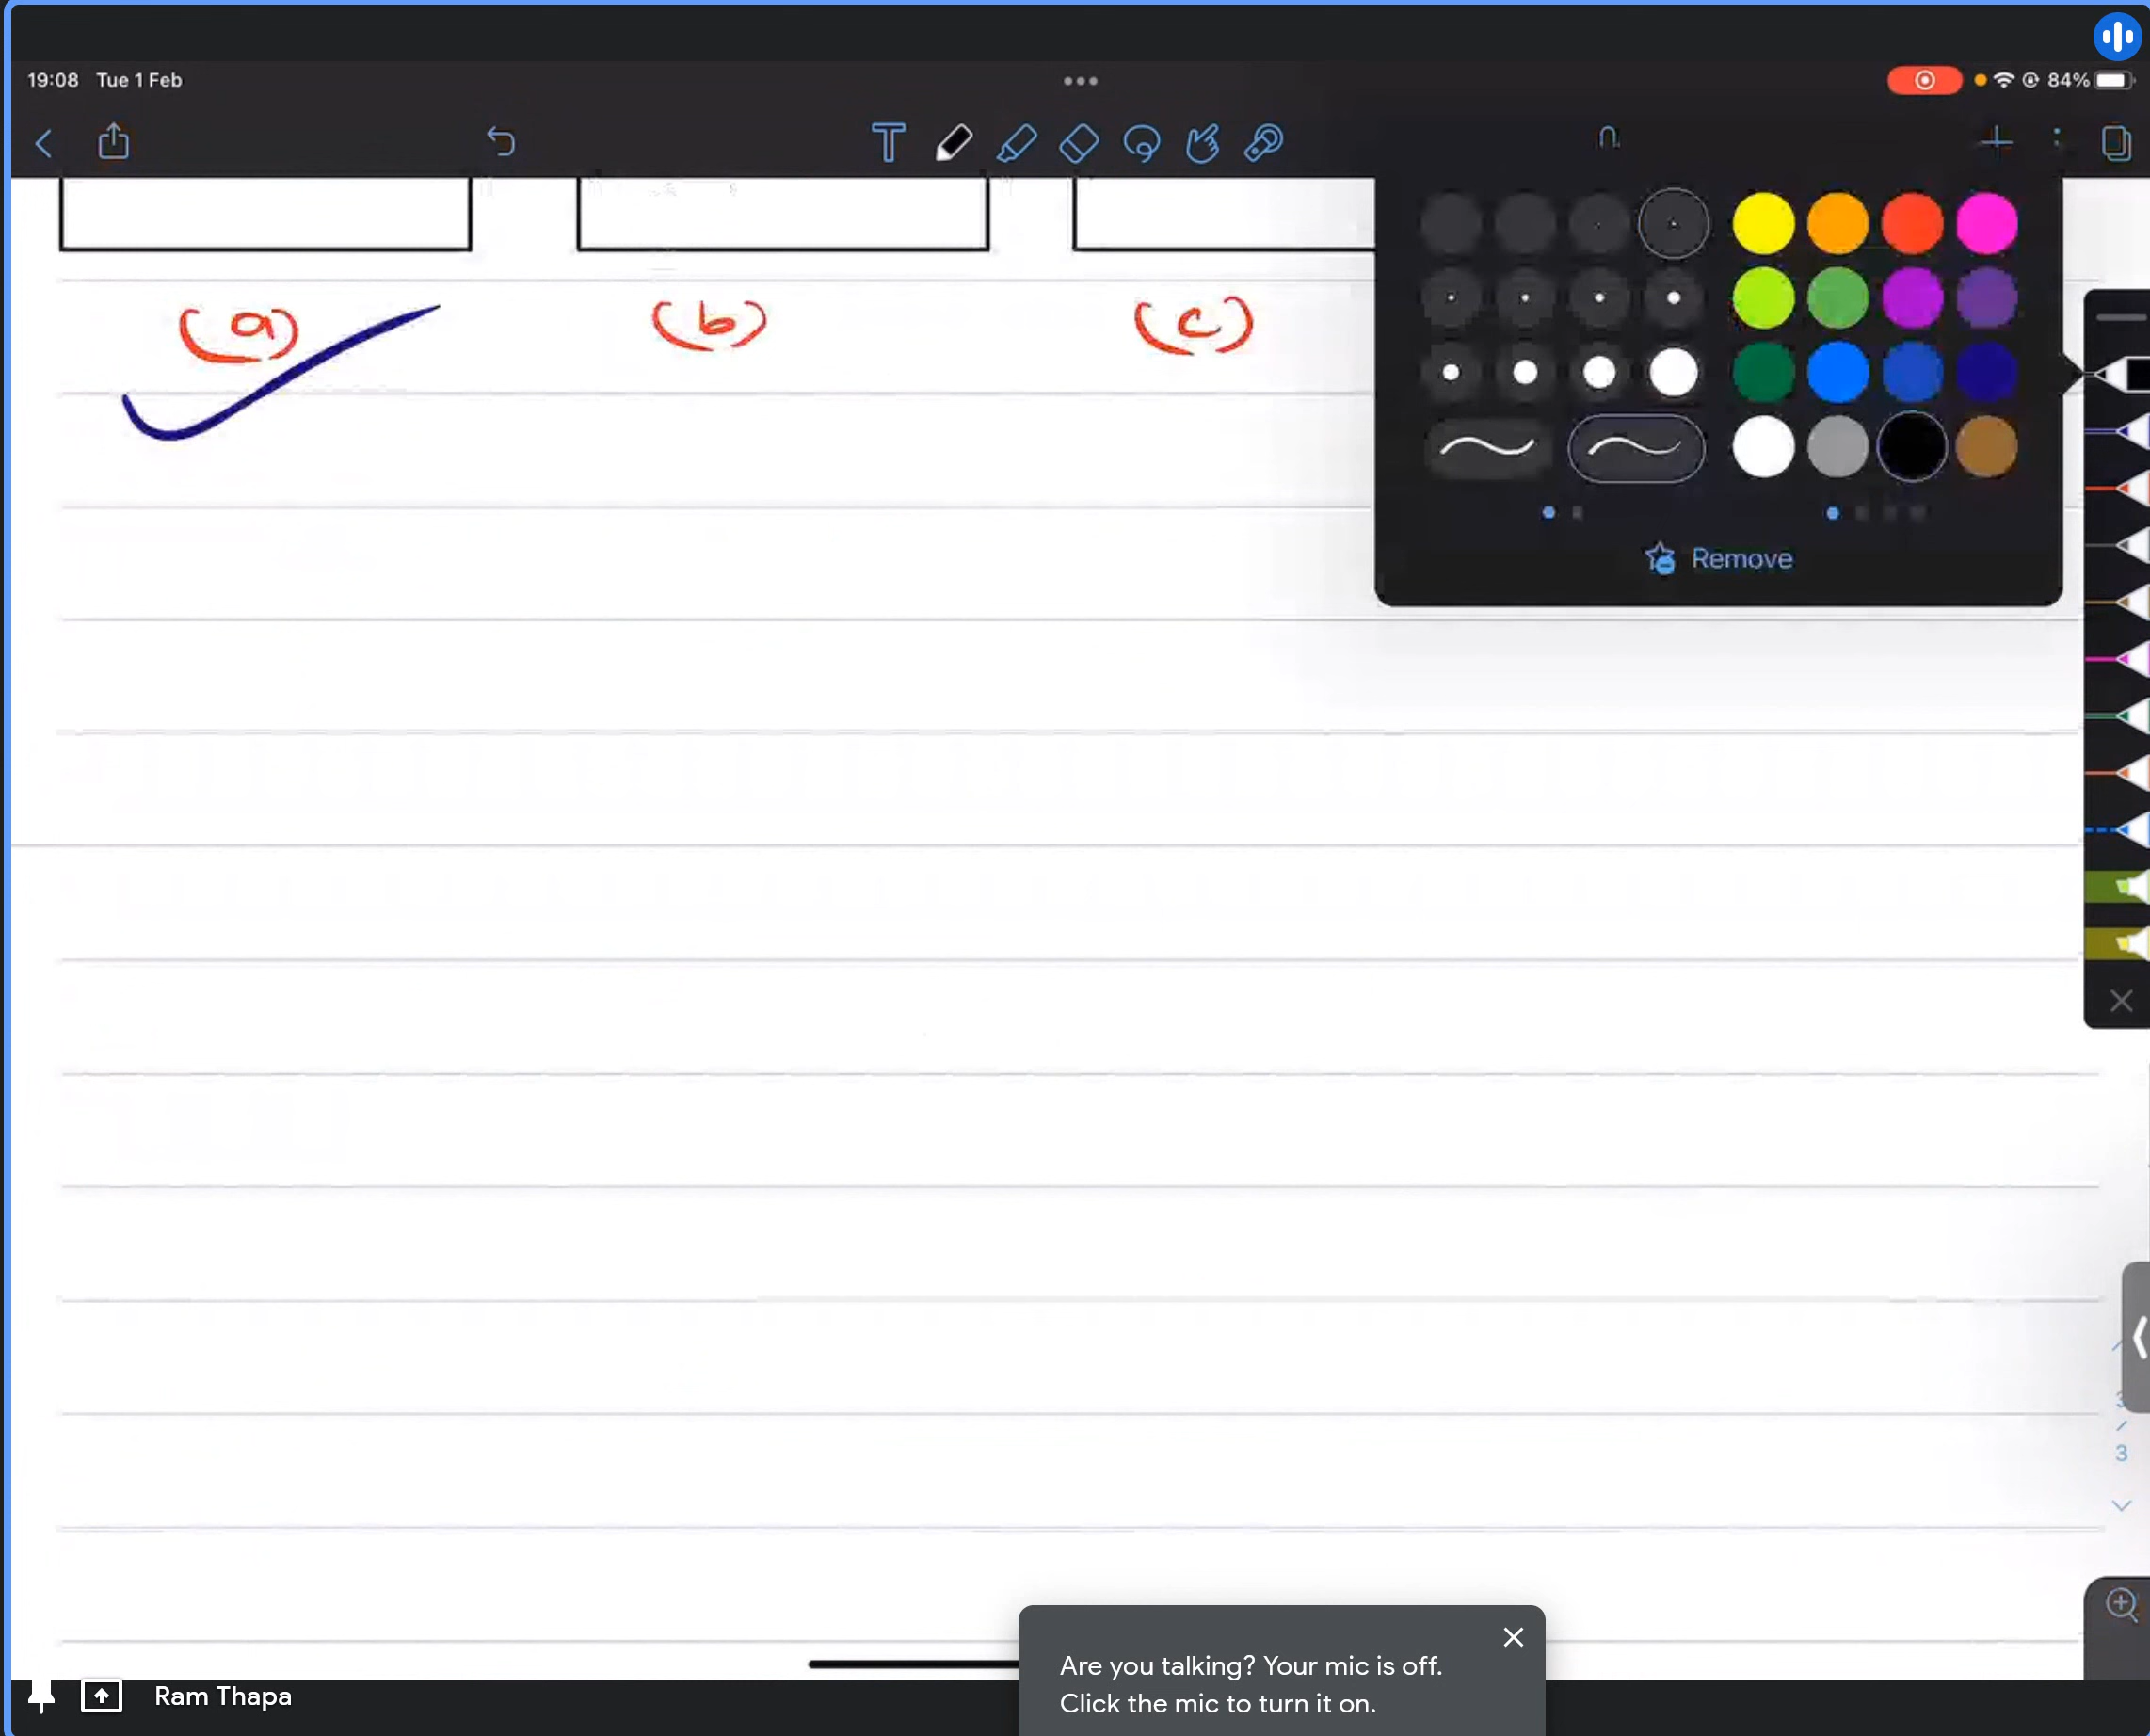 19:08 Tue 1 Feb
84%
(a) (b) (c)
Remove
3
Are you talking? Your mic is off.
Click the mic to turn it on.
Ram Thapa